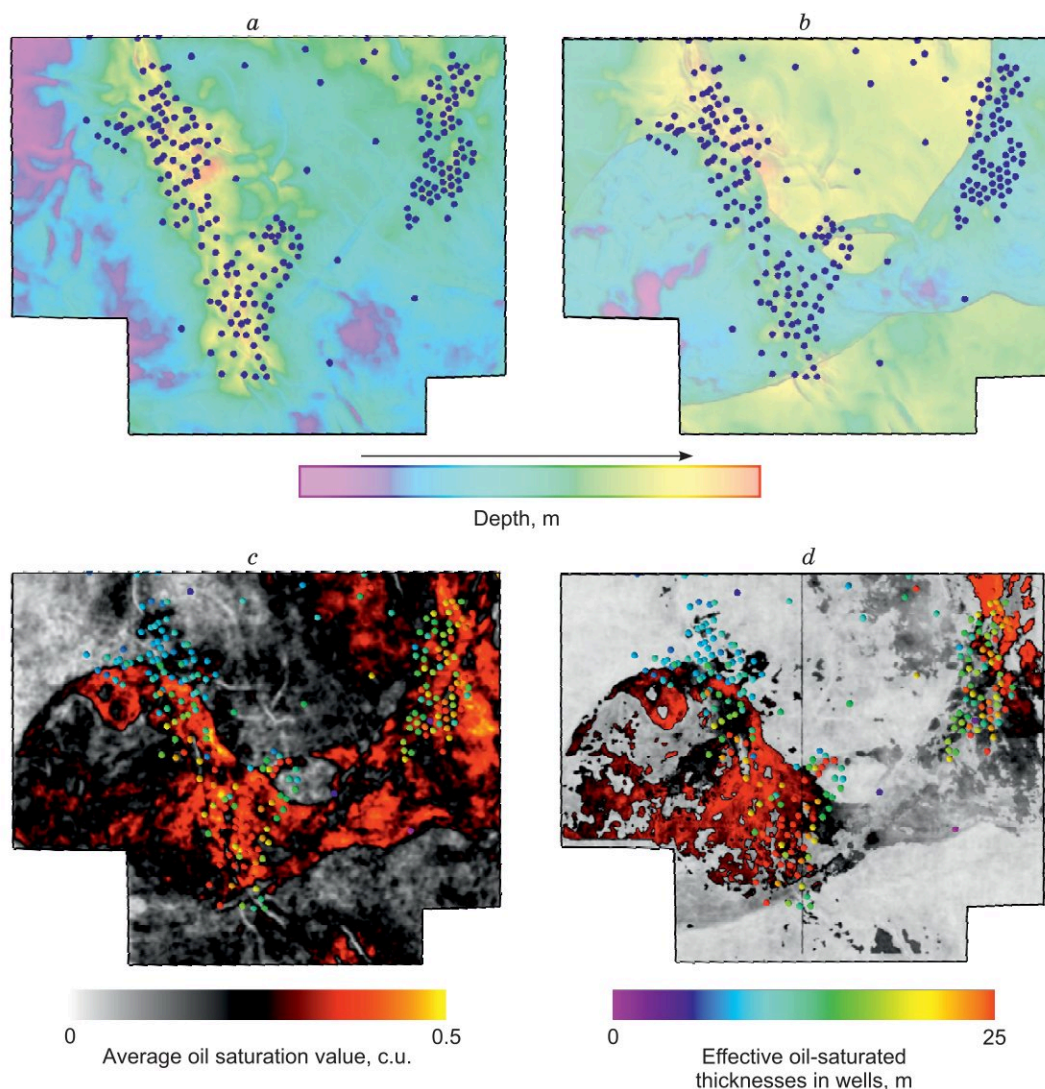 a
b
Depth, m
c
d
0
0.5
Average oil saturation value, c.u.
0
25
Effective oil-saturated
thicknesses in wells, m